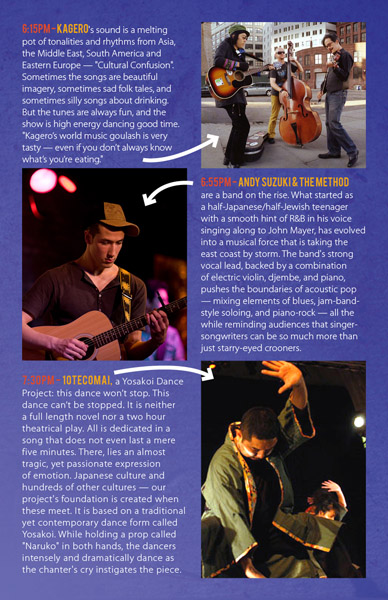 6:15PM - KAGERO's sound is a melting
pot of tonalities and rhythms from Asia,
the Middle East, South America and
Eastern Europe — "Cultural Confusion".
Sometimes the songs are beautiful
imagery, sometimes sad folk tales, and
sometimes silly songs about drinking.
But the tunes are always fun, and the
show is high energy dancing good time.
"Kagero's world music goulash is very
tasty — even if you don't always know
what's you're eating."
6:55PM - ANDY SUZUKI & THE METHOD
are a band on the rise. What started as
a half-Japanese/half-Jewish teenager
with a smooth hint of R&B in his voice
singing along to John Mayer, has evolved
into a musical force that is taking the
east coast by storm. The band's strong
vocal lead, backed by a combination
of electric violin, djembe, and piano,
pushes the boundaries of acoustic pop
— mixing elements of blues, jam-band-
style soloing, and piano-rock — all the
while reminding audiences that singer-
songwriters can be so much more than
just starry-eyed crooners.
7:30PM - 10TECOMAI, a Yosakoi Dance
Project: this dance won't stop. This
dance can't be stopped. It is neither
a full length novel nor a two hour
theatrical play. All is dedicated in a
song that does not even last a mere
five minutes. There, lies an almost
tragic, yet passionate expression
of emotion. Japanese culture and
hundreds of other cultures — our
project's foundation is created when
these meet. It is based on a traditional
yet contemporary dance form called
Yosakoi. While holding a prop called
"Naruko" in both hands, the dancers
intensely and dramatically dance as
the chanter's cry instigates the piece.